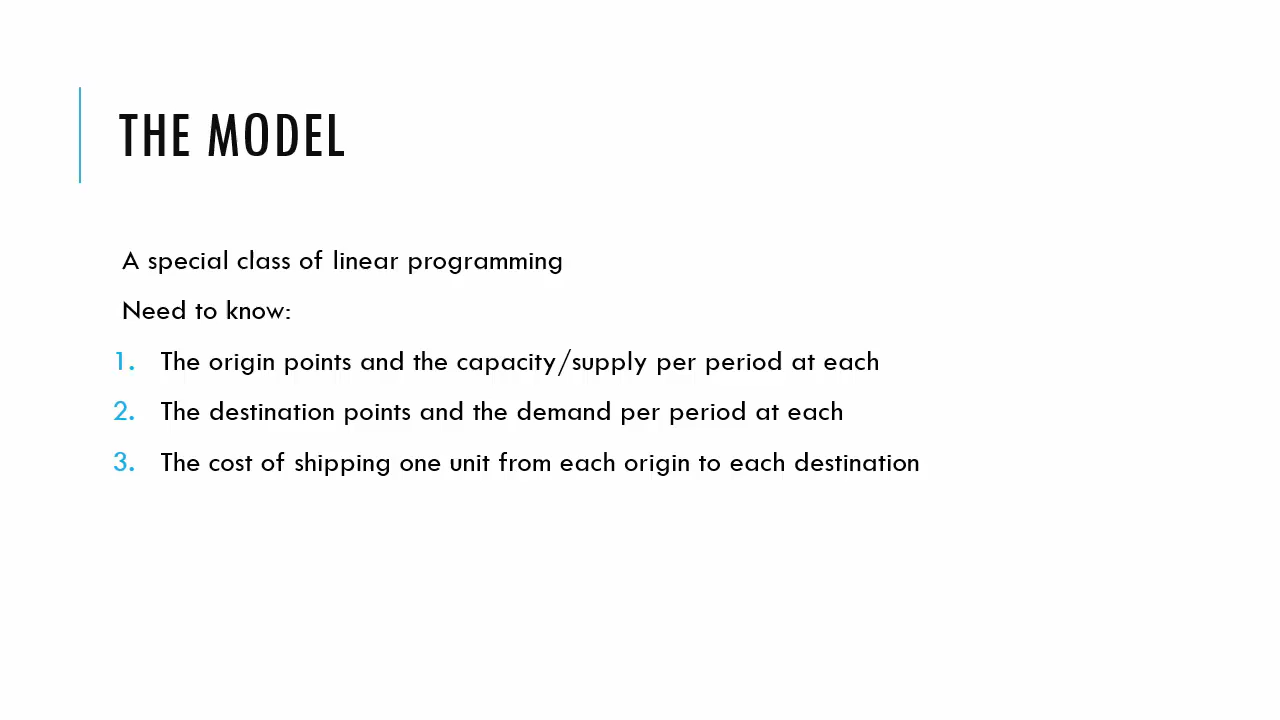 THE MODEL
A special class of linear programming
Need to know:
1. The origin points and the capacity/supply per period at each
2. The destination points and the demand per period at each
3. The cost of shipping one unit from each origin to each destination